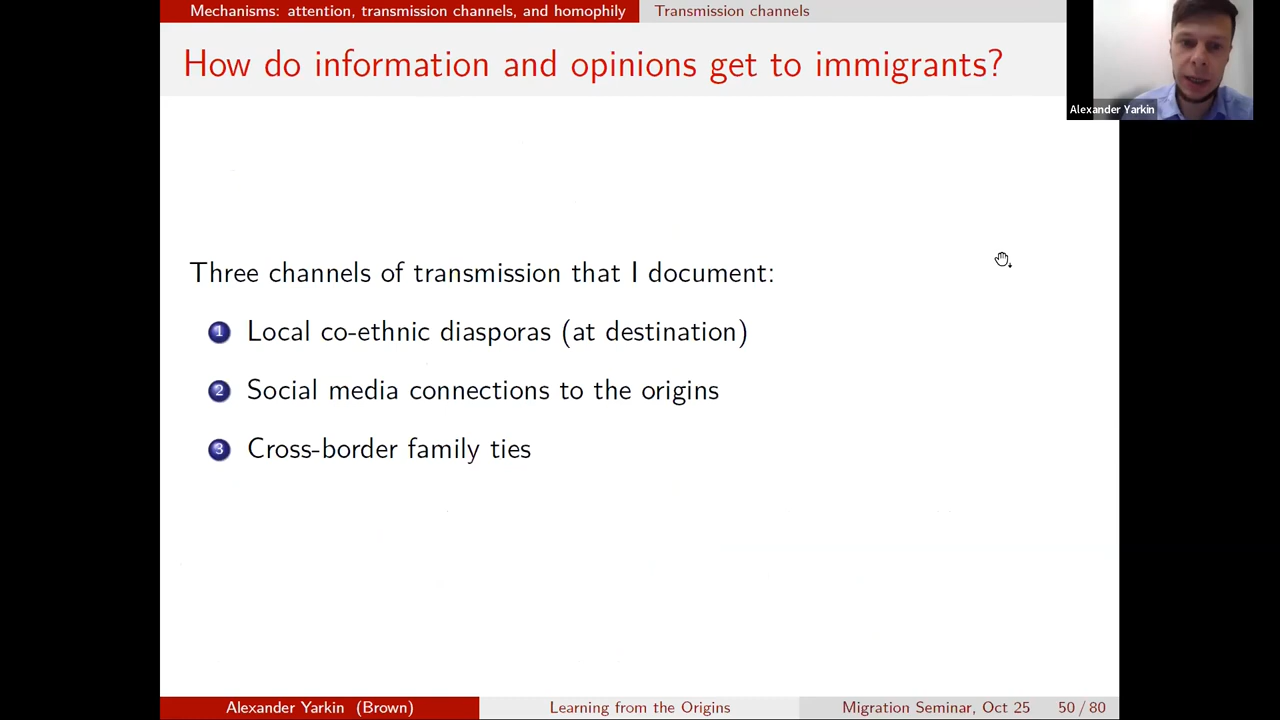 Mechanisms: attention, transmission channels, and homophily Transmission channels
How do information and opinions get to immigrants?
Alexander Yarkin
Three channels of transmission that I document:
1 Local co-ethnic diasporas (at destination)
2 Social media connections to the origins
3 Cross-border family ties
Alexander Yarkin (Brown) Learning from the Origins Migration Seminar, Oct 25 50 / 80